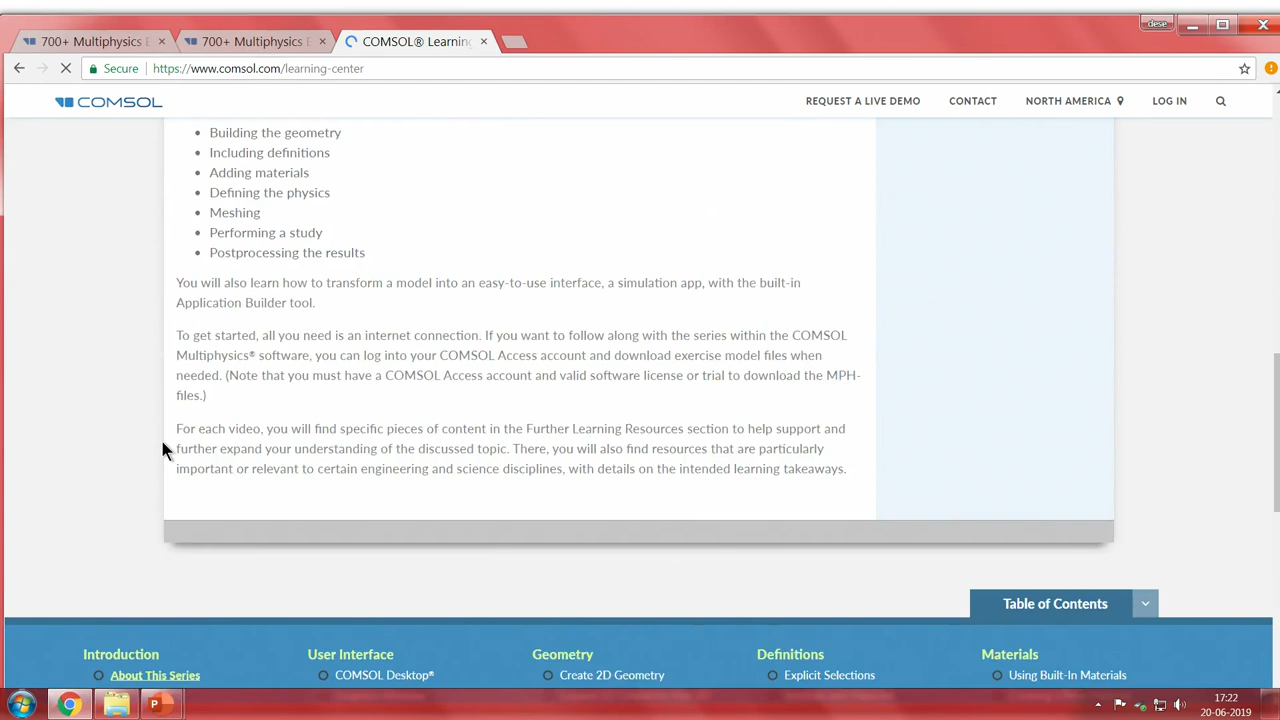 dese
700+ Multiphysics E
700+ Multiphysics E
COMSOL® Learning
Secure https://www.comsol.com/learning-center
COMSOL
REQUEST A LIVE DEMO CONTACT NORTH AMERICA LOG IN
• Building the geometry
• Including definitions
• Adding materials
• Defining the physics
• Meshing
• Performing a study
• Postprocessing the results
You will also learn how to transform a model into an easy-to-use interface, a simulation app, with the built-in
Application Builder tool.
To get started, all you need is an internet connection. If you want to follow along with the series within the COMSOL
Multiphysics® software, you can log into your COMSOL Access account and download exercise model files when
needed. (Note that you must have a COMSOL Access account and valid software license or trial to download the MPH-
files.)
For each video, you will find specific pieces of content in the Further Learning Resources section to help support and
further expand your understanding of the discussed topic. There, you will also find resources that are particularly
important or relevant to certain engineering and science disciplines, with details on the intended learning takeaways.
Table of Contents
Introduction User Interface Geometry Definitions Materials
About This Series COMSOL Desktop® Create 2D Geometry Explicit Selections Using Built-In Materials
17:22
20-06-2019